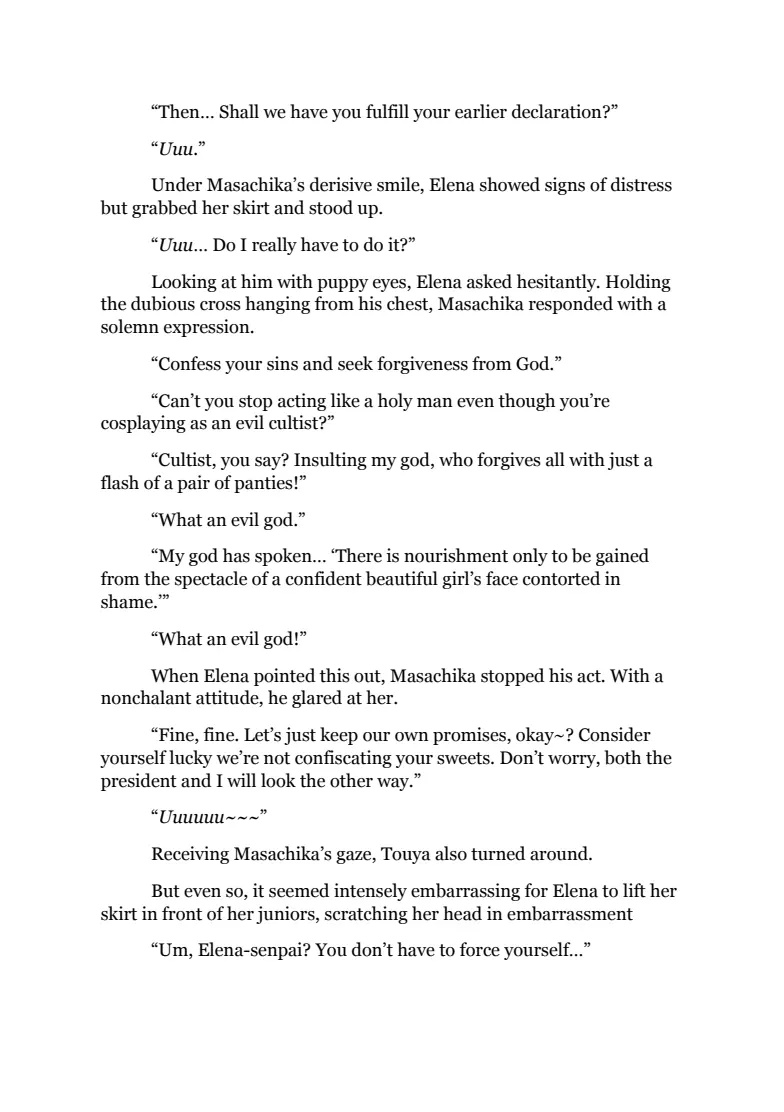 “Then… Shall we have you fulfill your earlier declaration?”
“Uuu.”
Under Masachika’s derisive smile, Elena showed signs of distress
but grabbed her skirt and stood up.
“Uuu… Do I really have to do it?”
Looking at him with puppy eyes, Elena asked hesitantly. Holding
the dubious cross hanging from his chest, Masachika responded with a
solemn expression.
“Confess your sins and seek forgiveness from God.”
“Can’t you stop acting like a holy man even though you’re
cosplaying as an evil cultist?”
“Cultist, you say? Insulting my god, who forgives all with just a
flash of a pair of panties!”
“What an evil god.”
“My god has spoken… ‘There is nourishment only to be gained
from the spectacle of a confident beautiful girl’s face contorted in
shame.’”
“What an evil god!”
When Elena pointed this out, Masachika stopped his act. With a
nonchalant attitude, he glared at her.
“Fine, fine. Let’s just keep our own promises, okay~? Consider
yourself lucky we’re not confiscating your sweets. Don’t worry, both the
president and I will look the other way.”
“Uuuuuu~~~”
Receiving Masachika’s gaze, Touya also turned around.
But even so, it seemed intensely embarrassing for Elena to lift her
skirt in front of her juniors, scratching her head in embarrassment
“Um, Elena-senpai? You don’t have to force yourself…”